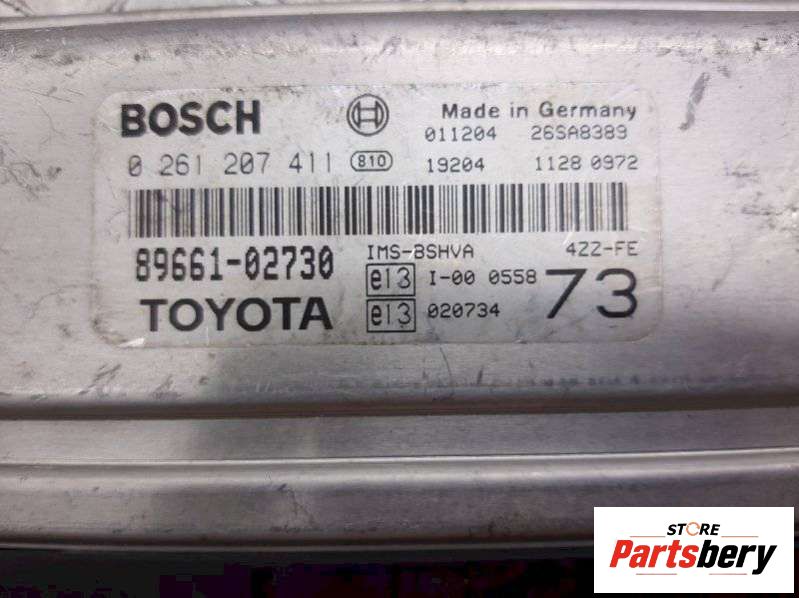 BOSCH Made in Germany
011204 26SA8389
0 261 207 411 810 19204 1128 0972
89661-02730 IMS-BSHVA 4ZZ-FE
e13 I-00 0558 73
TOYOTA e13 020734
STORE
Partsbery